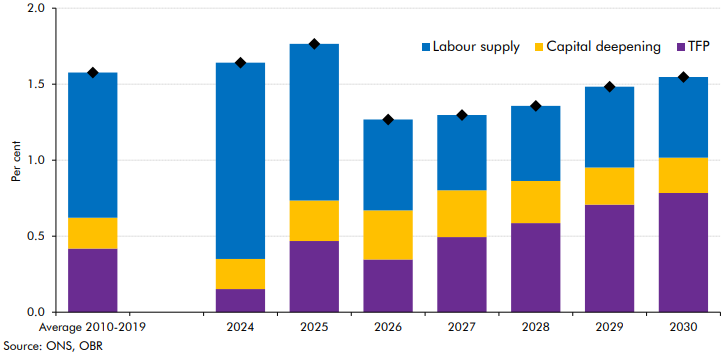 2.0
Labour supply Capital deepening TFP
1.5
Per cent
1.0
0.5
0.0
Average 2010-2019 2024 2025 2026 2027 2028 2029 2030
Source: ONS, OBR